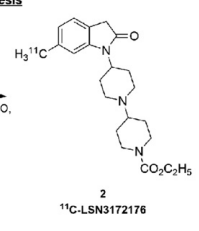 esis
H₃¹¹C
O
N
O,
N
N
CO₂C₂H₅
2
¹¹C-LSN3172176